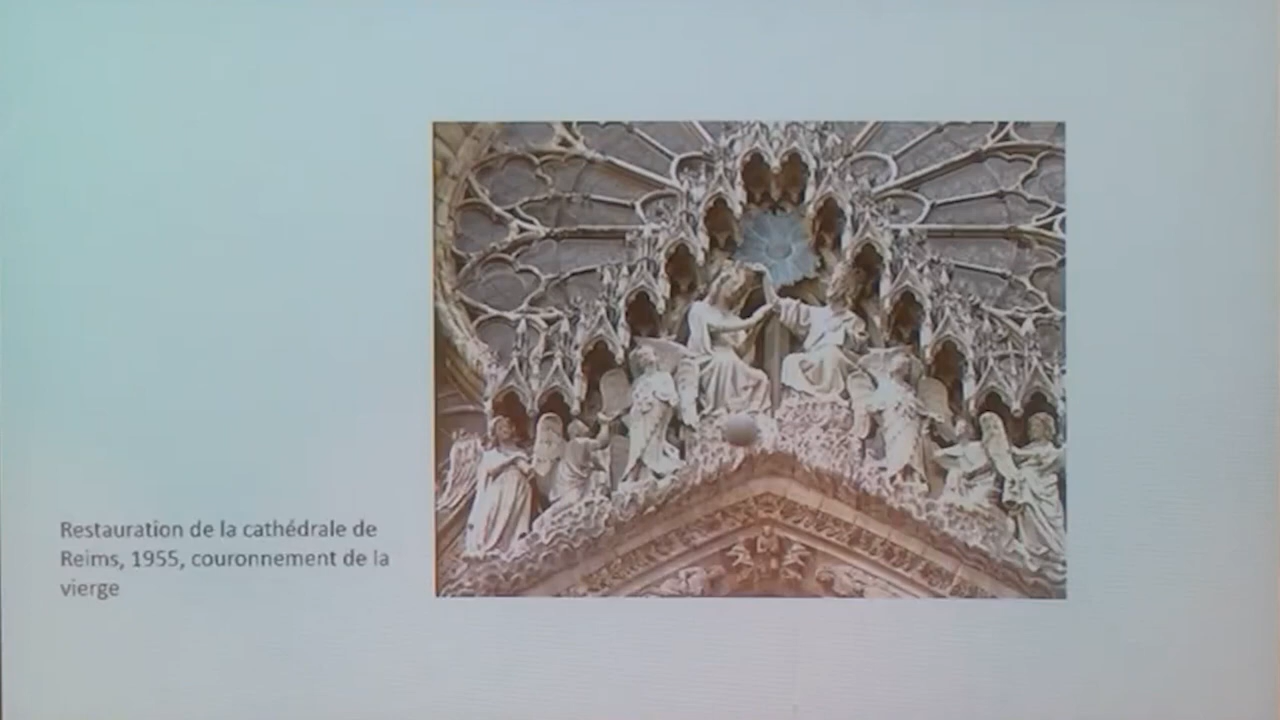 Restauration de la cathédrale de
Reims, 1955, couronnement de la
vierge